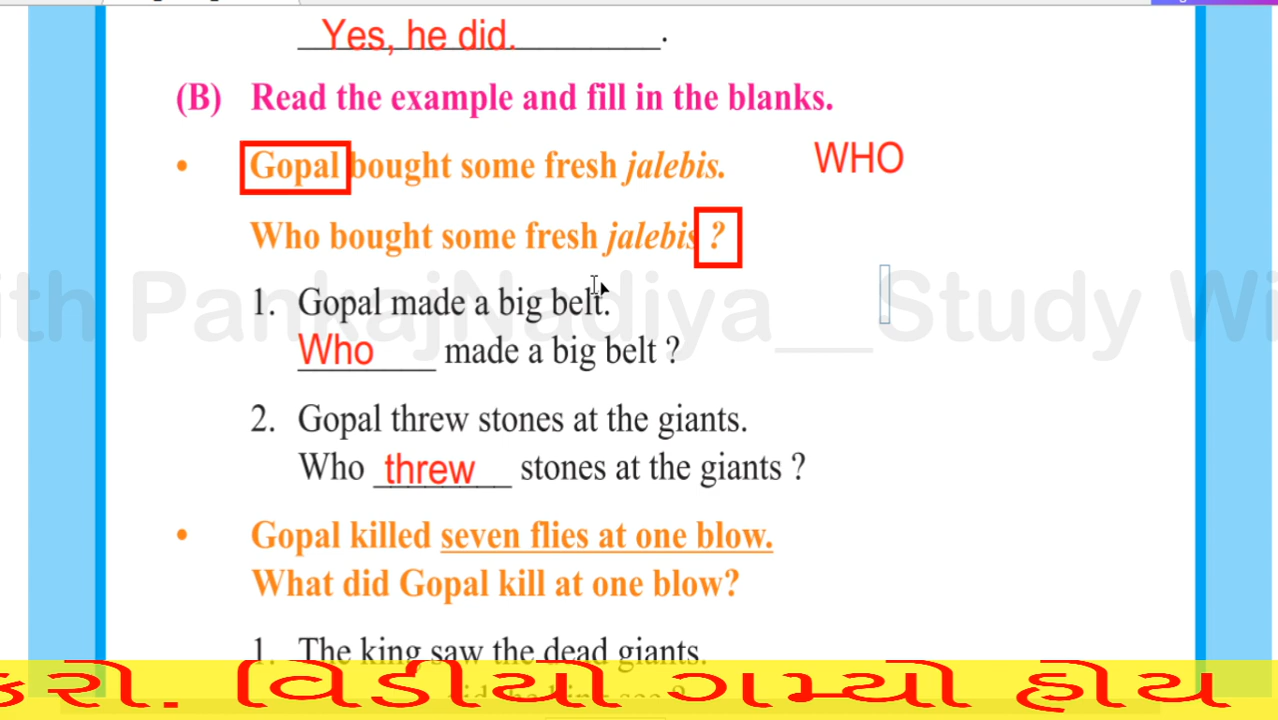 Yes, he did. .
(B) Read the example and fill in the blanks.
• Gopal bought some fresh jalebis. WHO
Who bought some fresh jalebis ?
ith PankajNadiya__Study Wi
1. Gopal made a big belt.
Who made a big belt ?
2. Gopal threw stones at the giants.
Who threw stones at the giants ?
• Gopal killed seven flies at one blow.
What did Gopal kill at one blow?
1. The king saw the dead giants.
કરો. વિડીયો ગમ્યો હોય